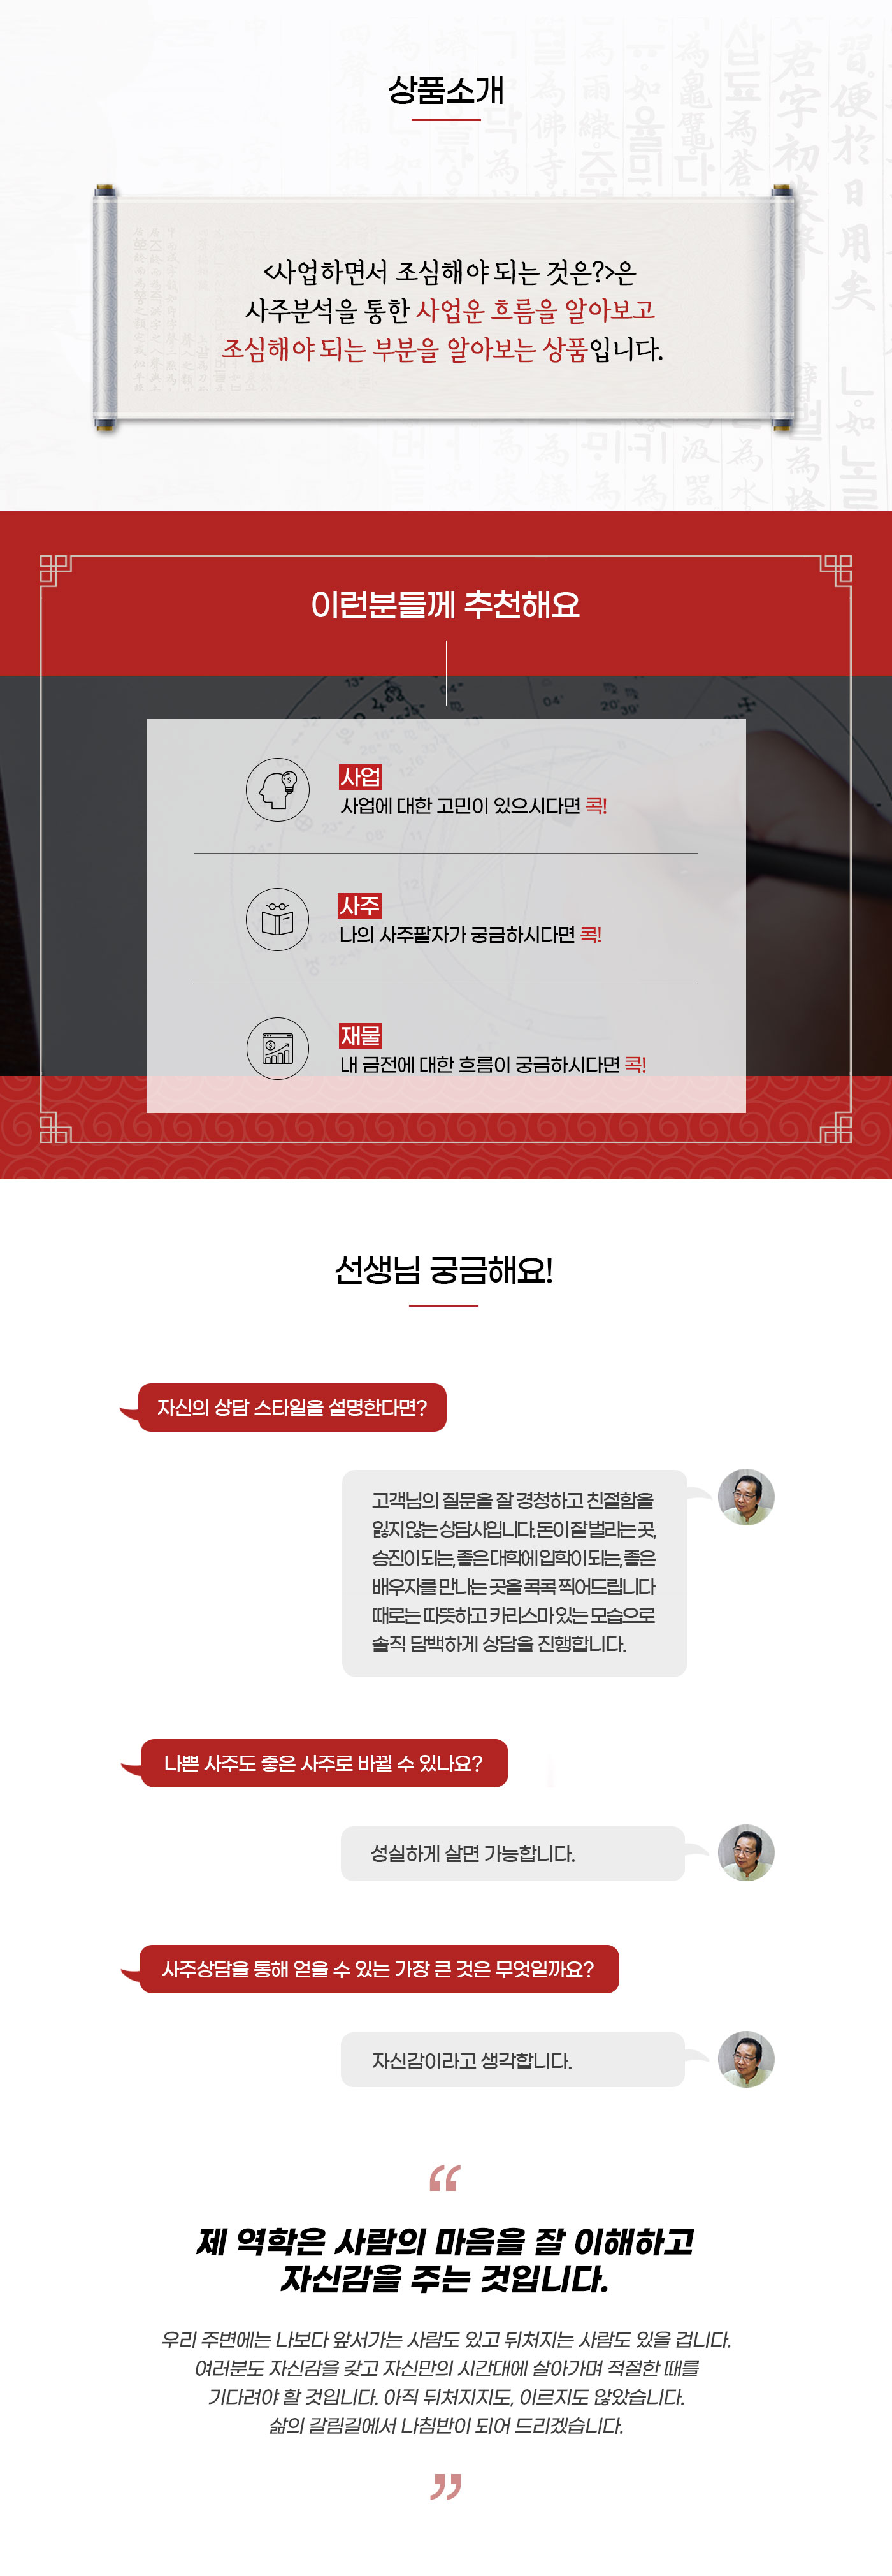 상품소개
<사업하면서 조심해야 되는 것은?>은
사주분석을 통한 사업운 흐름을 알아보고
조심해야 되는 부분을 알아보는 상품입니다.
이런분들께 추천해요
사업
사업에 대한 고민이 있으시다면 콕!
사주
나의 사주팔자가 궁금하시다면 콕!
재물
내 금전에 대한 흐름이 궁금하시다면 콕!
선생님 궁금해요!
자신의 상담 스타일을 설명한다면?
고객님의 질문을 잘 경청하고 친절함을
잃지 않는 상담사입니다. 돈이 잘 벌리는 곳,
승진이 되는, 좋은 대학에 입학이 되는, 좋은
배우자를 만나는 곳을 콕콕 찍어드립니다
때로는 따뜻하고 카리스마 있는 모습으로
솔직 담백하게 상담을 진행합니다.
나쁜 사주도 좋은 사주로 바뀔 수 있나요?
성실하게 살면 가능합니다.
사주상담을 통해 얻을 수 있는 가장 큰 것은 무엇일까요?
자신감이라고 생각합니다.
“
제 역학은 사람의 마음을 잘 이해하고
자신감을 주는 것입니다.
우리 주변에는 나보다 앞서가는 사람도 있고 뒤쳐지는 사람도 있을 겁니다.
여러분도 자신감을 갖고 자신만의 시간대에 살아가며 적절한 때를
기다려야 할 것입니다. 아직 뒤쳐지지도, 이르지도 않았습니다.
삶의 갈림길에서 나침반이 되어 드리겠습니다.
”